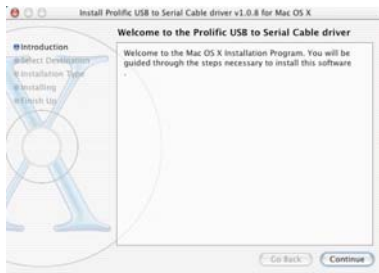 Install Prolific USB to Serial Cable driver v1.0.8 for Mac OS X
Welcome to the Prolific USB to Serial Cable driver
Introduction
Select Destination
Installation Type
Installing
Finish Up
Welcome to the Mac OS X Installation Program. You will be
guided through the steps necessary to install this software
.
Go Back
Continue